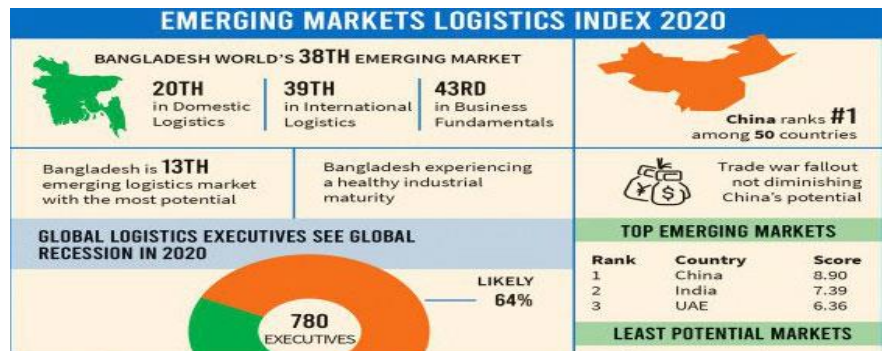 EMERGING MARKETS LOGISTICS INDEX 2020
BANGLADESH WORLD'S 38TH EMERGING MARKET
20TH
in Domestic
Logistics
39TH
in International
Logistics
43RD
in Business
Fundamentals
China ranks #1
among 50 countries
Bangladesh is 13TH
emerging logistics market
with the most potential
Bangladesh experiencing
a healthy industrial
maturity
¥ $
Trade war fallout
not diminishing
China's potential
GLOBAL LOGISTICS EXECUTIVES SEE GLOBAL
RECESSION IN 2020
LIKELY
64%
780
EXECUTIVES
TOP EMERGING MARKETS
Rank Country Score
1 China 8.90
2 India 7.39
3 UAE 6.36
LEAST POTENTIAL MARKETS